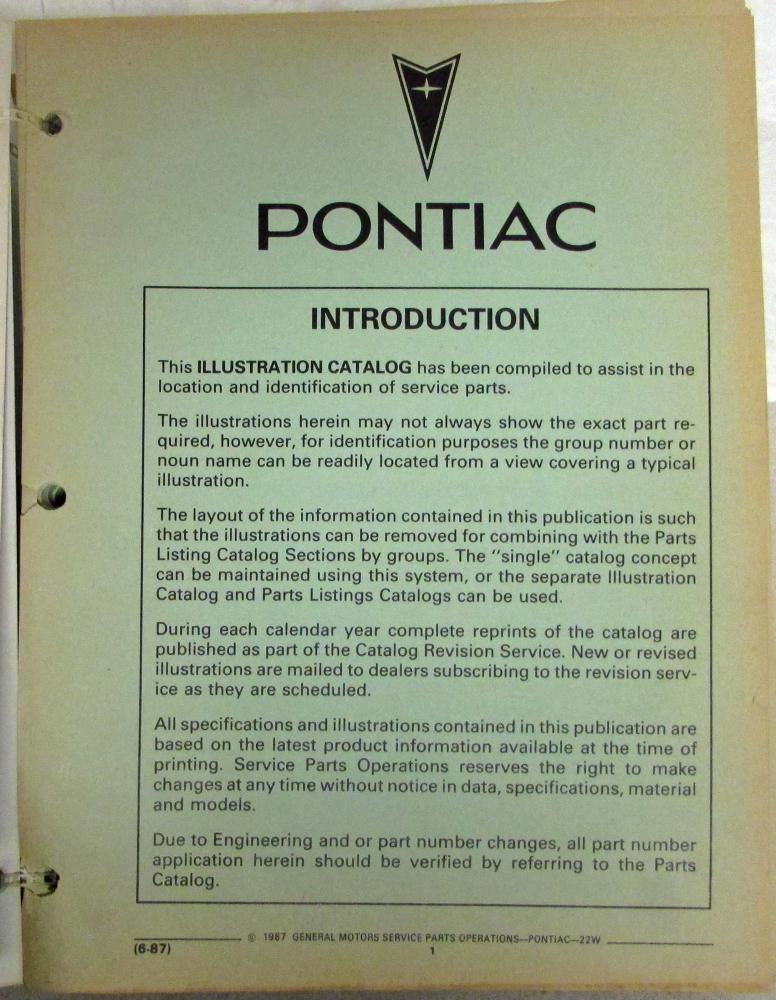 PONTIAC
INTRODUCTION
This ILLUSTRATION CATALOG has been compiled to assist in the
location and identification of service parts.
The illustrations herein may not always show the exact part re-
quired, however, for identification purposes the group number or
noun name can be readily located from a view covering a typical
illustration.
The layout of the information contained in this publication is such
that the illustrations can be removed for combining with the Parts
Listing Catalog Sections by groups. The "single" catalog concept
can be maintained using this system, or the separate Illustration
Catalog and Parts Listings Catalogs can be used.
During each calendar year complete reprints of the catalog are
published as part of the Catalog Revision Service. New or revised
illustrations are mailed to dealers subscribing to the revision serv-
ice as they are scheduled.
All specifications and illustrations contained in this publication are
based on the latest product information available at the time of
printing. Service Parts Operations reserves the right to make
changes at any time without notice in data, specifications, material
and models.
Due to Engineering and or part number changes, all part number
application herein should be verified by referring to the Parts
Catalog.
© 1987 GENERAL MOTORS SERVICE PARTS OPERATIONS—PONTIAC—22W
(6-87)
1